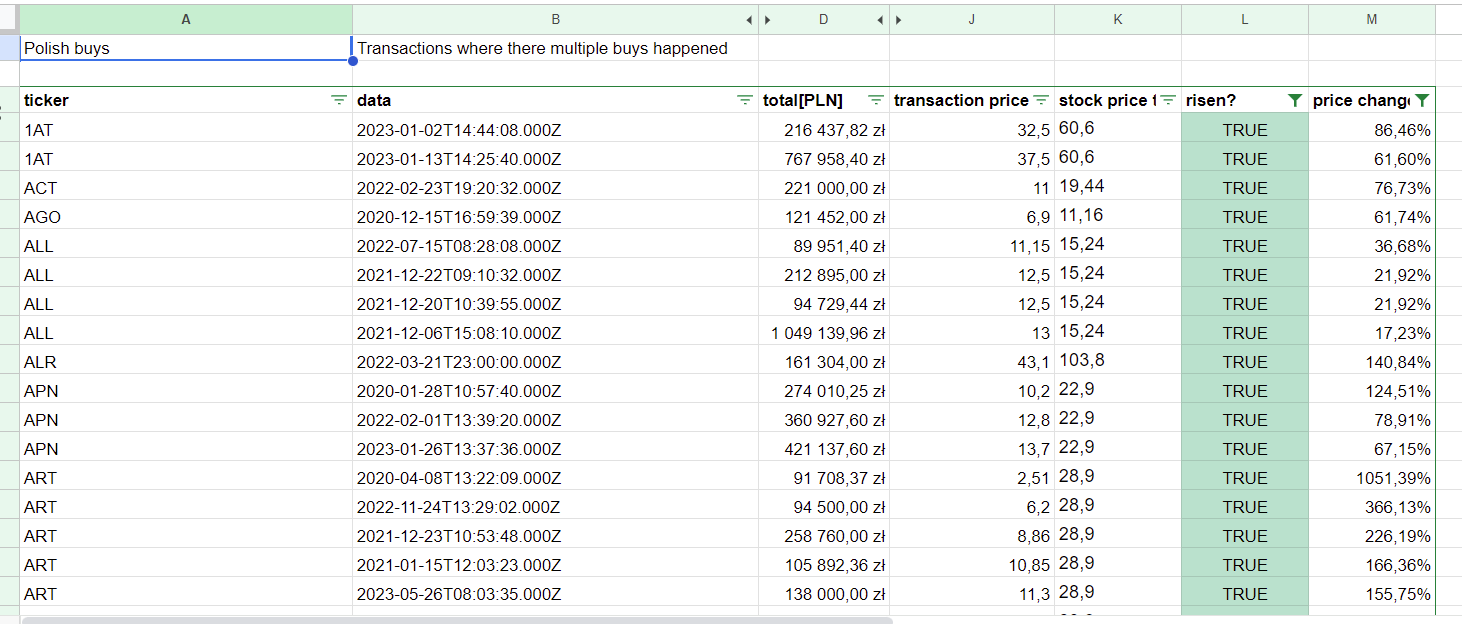 A B D J K L M
Polish buys Transactions where there multiple buys happened
ticker data total[PLN] transaction price stock price t risen? price change
1AT 2023-01-02T14:44:08.000Z 216 437,82 zł 32,5 60,6 TRUE 86,46%
1AT 2023-01-13T14:25:40.000Z 767 958,40 zł 37,5 60,6 TRUE 61,60%
ACT 2022-02-23T19:20:32.000Z 221 000,00 zł 11 19,44 TRUE 76,73%
AGO 2020-12-15T16:59:39.000Z 121 452,00 zł 6,9 11,16 TRUE 61,74%
ALL 2022-07-15T08:28:08.000Z 89 951,40 zł 11,15 15,24 TRUE 36,68%
ALL 2021-12-22T09:10:32.000Z 212 895,00 zł 12,5 15,24 TRUE 21,92%
ALL 2021-12-20T10:39:55.000Z 94 729,44 zł 12,5 15,24 TRUE 21,92%
ALL 2021-12-06T15:08:10.000Z 1 049 139,96 zł 13 15,24 TRUE 17,23%
ALR 2022-03-21T23:00:00.000Z 161 304,00 zł 43,1 103,8 TRUE 140,84%
APN 2020-01-28T10:57:40.000Z 274 010,25 zł 10,2 22,9 TRUE 124,51%
APN 2022-02-01T13:39:20.000Z 360 927,60 zł 12,8 22,9 TRUE 78,91%
APN 2023-01-26T13:37:36.000Z 421 137,60 zł 13,7 22,9 TRUE 67,15%
ART 2020-04-08T13:22:09.000Z 91 708,37 zł 2,51 28,9 TRUE 1051,39%
ART 2022-11-24T13:29:02.000Z 94 500,00 zł 6,2 28,9 TRUE 366,13%
ART 2021-12-23T10:53:48.000Z 258 760,00 zł 8,86 28,9 TRUE 226,19%
ART 2021-01-15T12:03:23.000Z 105 892,36 zł 10,85 28,9 TRUE 166,36%
ART 2023-05-26T08:03:35.000Z 138 000,00 zł 11,3 28,9 TRUE 155,75%